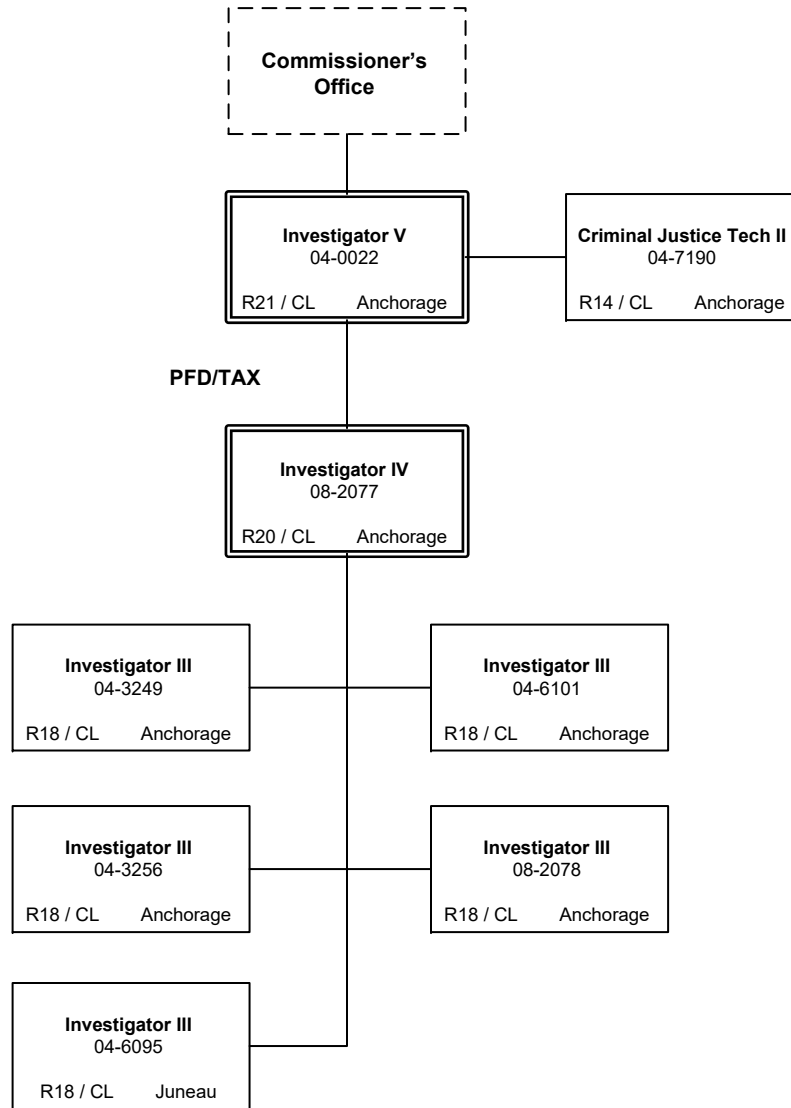 Commissioner’s
Office
Investigator V
04-0022
R21 / CL Anchorage
Criminal Justice Tech II
04-7190
R14 / CL Anchorage
PFD/TAX
Investigator IV
08-2077
R20 / CL Anchorage
Investigator III
04-3249
R18 / CL Anchorage
Investigator III
04-6101
R18 / CL Anchorage
Investigator III
04-3256
R18 / CL Anchorage
Investigator III
08-2078
R18 / CL Anchorage
Investigator III
04-6095
R18 / CL Juneau